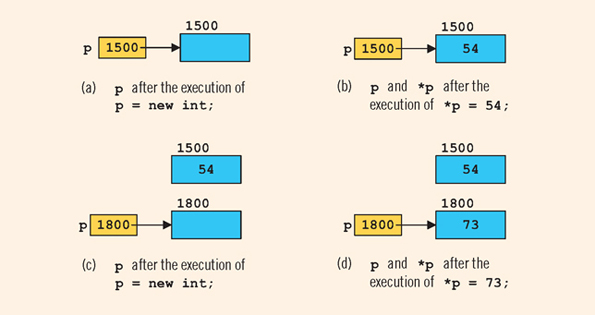 1500
p 1500
(a) p after the execution of
p = new int;
1500
p 1500 54
(b) p and *p after the
execution of *p = 54;
1500
54
1800
p 1800
(c) p after the execution of
p = new int;
1500
54
1800
p 1800 73
(d) p and *p after the
execution of *p = 73;